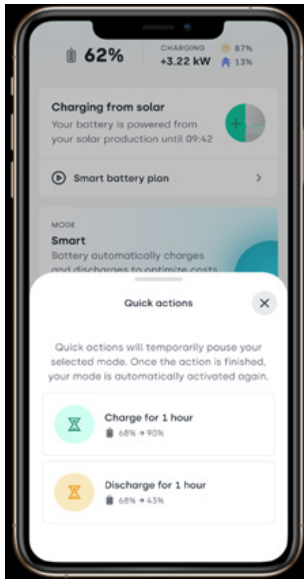 62%
CHARGING
+3.22 kW
87%
13%
Charging from solar
Your battery is powered from
your solar production until 09:42
Smart battery plan
MODE
Smart
Battery automatically charges
and discharges to optimize costs
Quick actions
Quick actions will temporarily pause your
selected mode. Once the action is finished,
your mode is automatically activated again.
Charge for 1 hour
68% → 90%
Discharge for 1 hour
68% → 43%